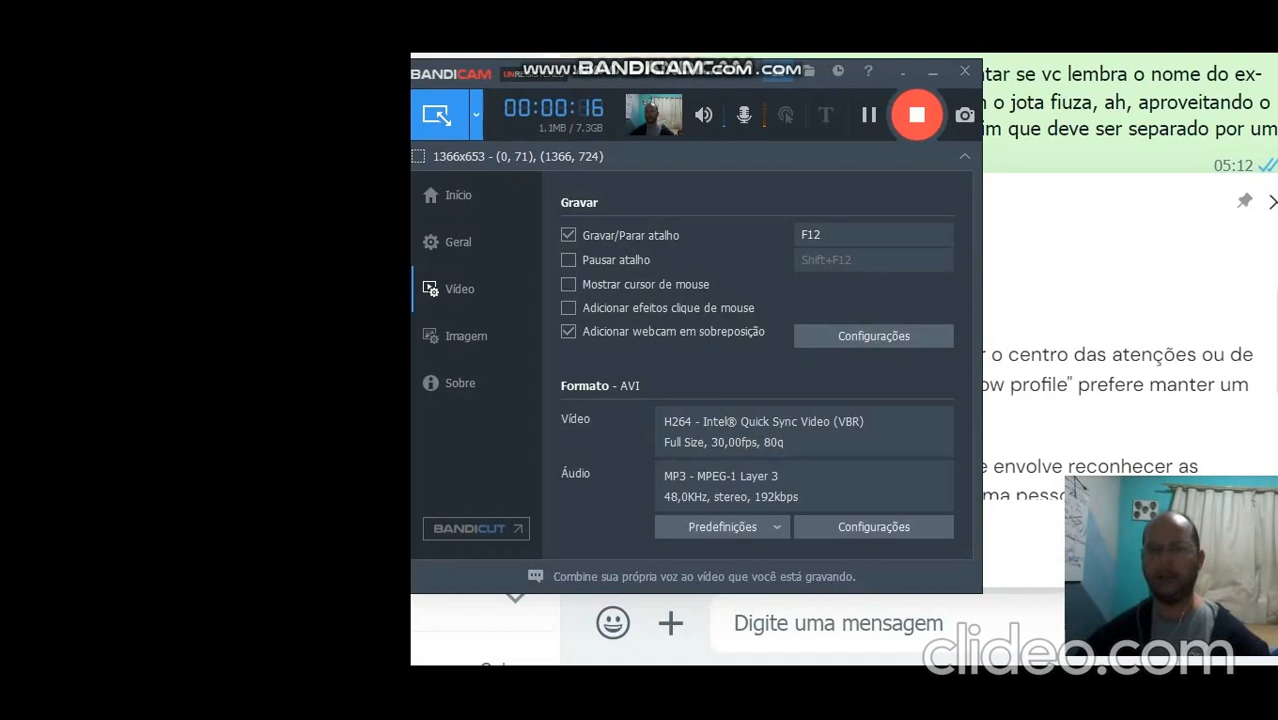 www.BANDICAM.com
.COM
BANDICAM
00:00:16
1.1MB / 7.3GB
T
1366x653 - (0, 71), (1366, 724)
Início
Geral
Vídeo
Imagem
Sobre
BANDICUT
Gravar
Gravar/Parar atalho
F12
Pausar atalho
Shift+F12
Mostrar cursor de mouse
Adicionar efeitos clique de mouse
Adicionar webcam em sobreposição
Configurações
Formato - AVI
Vídeo
H264 - Intel® Quick Sync Video (VBR)
Full Size, 30,00fps, 80q
Áudio
MP3 - MPEG-1 Layer 3
48,0KHz, stereo, 192kbps
Predefinições
Configurações
Combine sua própria voz ao vídeo que você está gravando.
ntar se vc lembra o nome do ex-
o jota fiuza, ah, aproveitando o
im que deve ser separado por um
05:12
r o centro das atenções ou de
ow profile" prefere manter um
e envolve reconhecer as
ma pesso
Digite uma mensagem
clideo.com